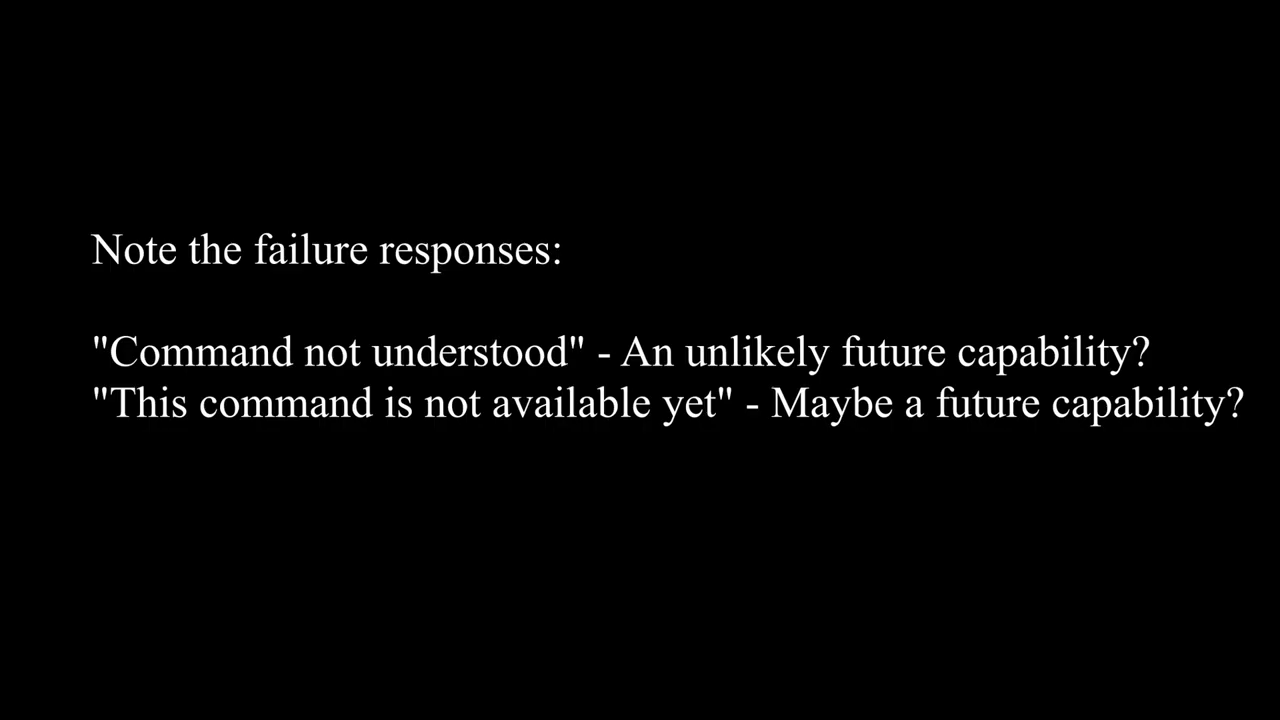 Note the failure responses:
"Command not understood" - An unlikely future capability?
"This command is not available yet" - Maybe a future capability?